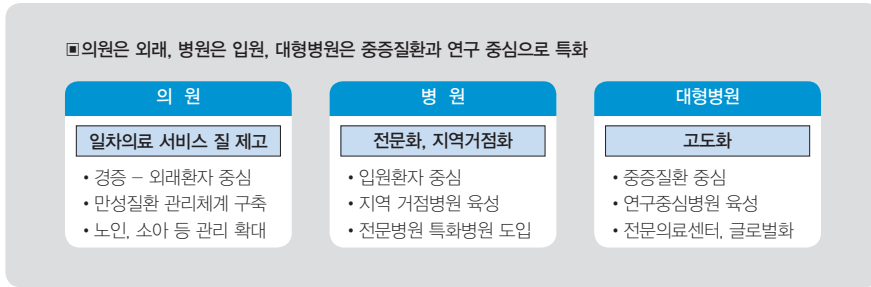 ▣의원은 외래, 병원은 입원, 대형병원은 중증질환과 연구 중심으로 특화
의 원
일차의료 서비스 질 제고
• 경증 – 외래환자 중심
• 만성질환 관리체계 구축
• 노인, 소아 등 관리 확대
병 원
전문화, 지역거점화
• 입원환자 중심
• 지역 거점병원 육성
• 전문병원 특화병원 도입
대형병원
고도화
• 중증질환 중심
• 연구중심병원 육성
• 전문의료센터, 글로벌화